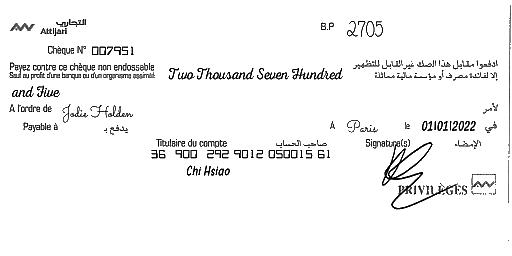 التجاري
Attijari
B.P 2705
Chèque N° 007951
Payez contre ce chèque non endossable
Sauf au profit d'une banque ou d'un organisme assimilé
Two Thousand Seven Hundred
ادفعوا مقابل هذا الصك غير القابل للتظهير
إلا لفائدة مصرف أو مؤسسة مالية مماثلة
and Five
A l'ordre de Jodie Holden
لأمر
Payable à يدفع بـ
A Paris le 01/01/2022 في
Titulaire du compte صاحب الحساب
Signature(s) الإمضاء
36 900 292 9012 050015 61
Chi Hsiao
PRIVILÈGES